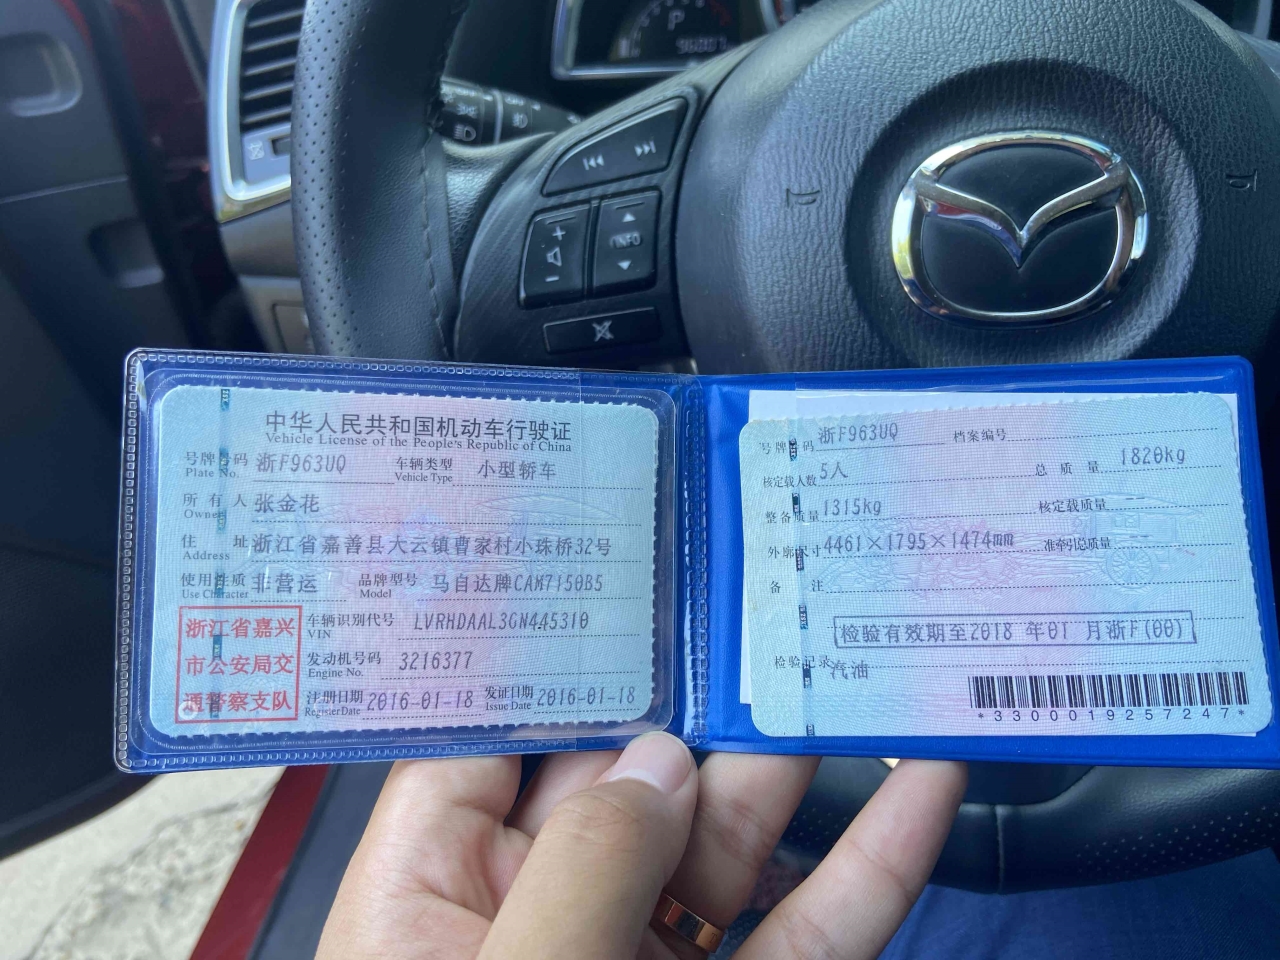 P
INFO
中华人民共和国机动车行驶证
Vehicle License of the People's Republic of China
号牌号码 浙F963UQ 车辆类型 小型轿车
Plate No. Vehicle Type
所有人 张金花
Owner
住址 浙江省嘉善县大云镇曹家村小珠桥32号
Address
使用性质 非营运 品牌型号 马自达牌CAM7150B5
Use Character Model
浙江省嘉兴
市公安局交
通警察支队
车辆识别代号 LVRHDAAL3GN445310
VIN
发动机号码 3216377
Engine No.
注册日期 2016-01-18 发证日期 2016-01-18
Register Date Issue Date
号牌号码 浙F963UQ 档案编号
核定载人数 5人 总质量 1820kg
整备质量 1315kg 核定载质量
外廓尺寸 4461×1795×1474mm 准牵引总质量
备注
检验有效期至2018 年01 月浙F(00)
检验记录 汽油
*3300019257247*